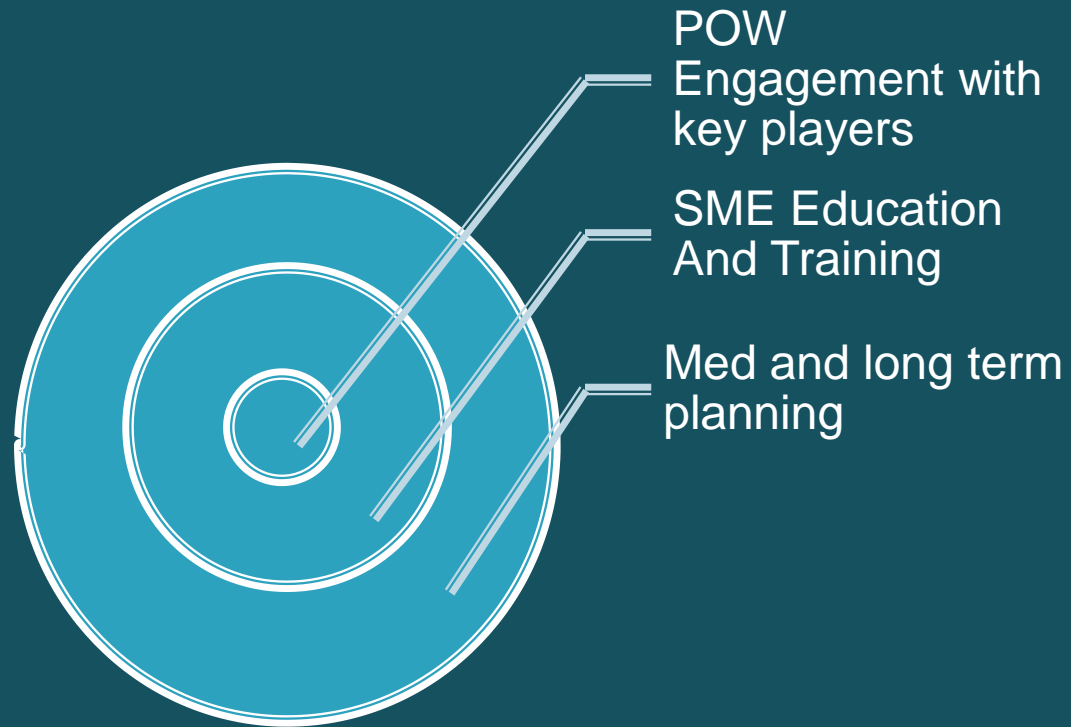 POW
Engagement with
key players
SME Education
And Training
Med and long term
planning